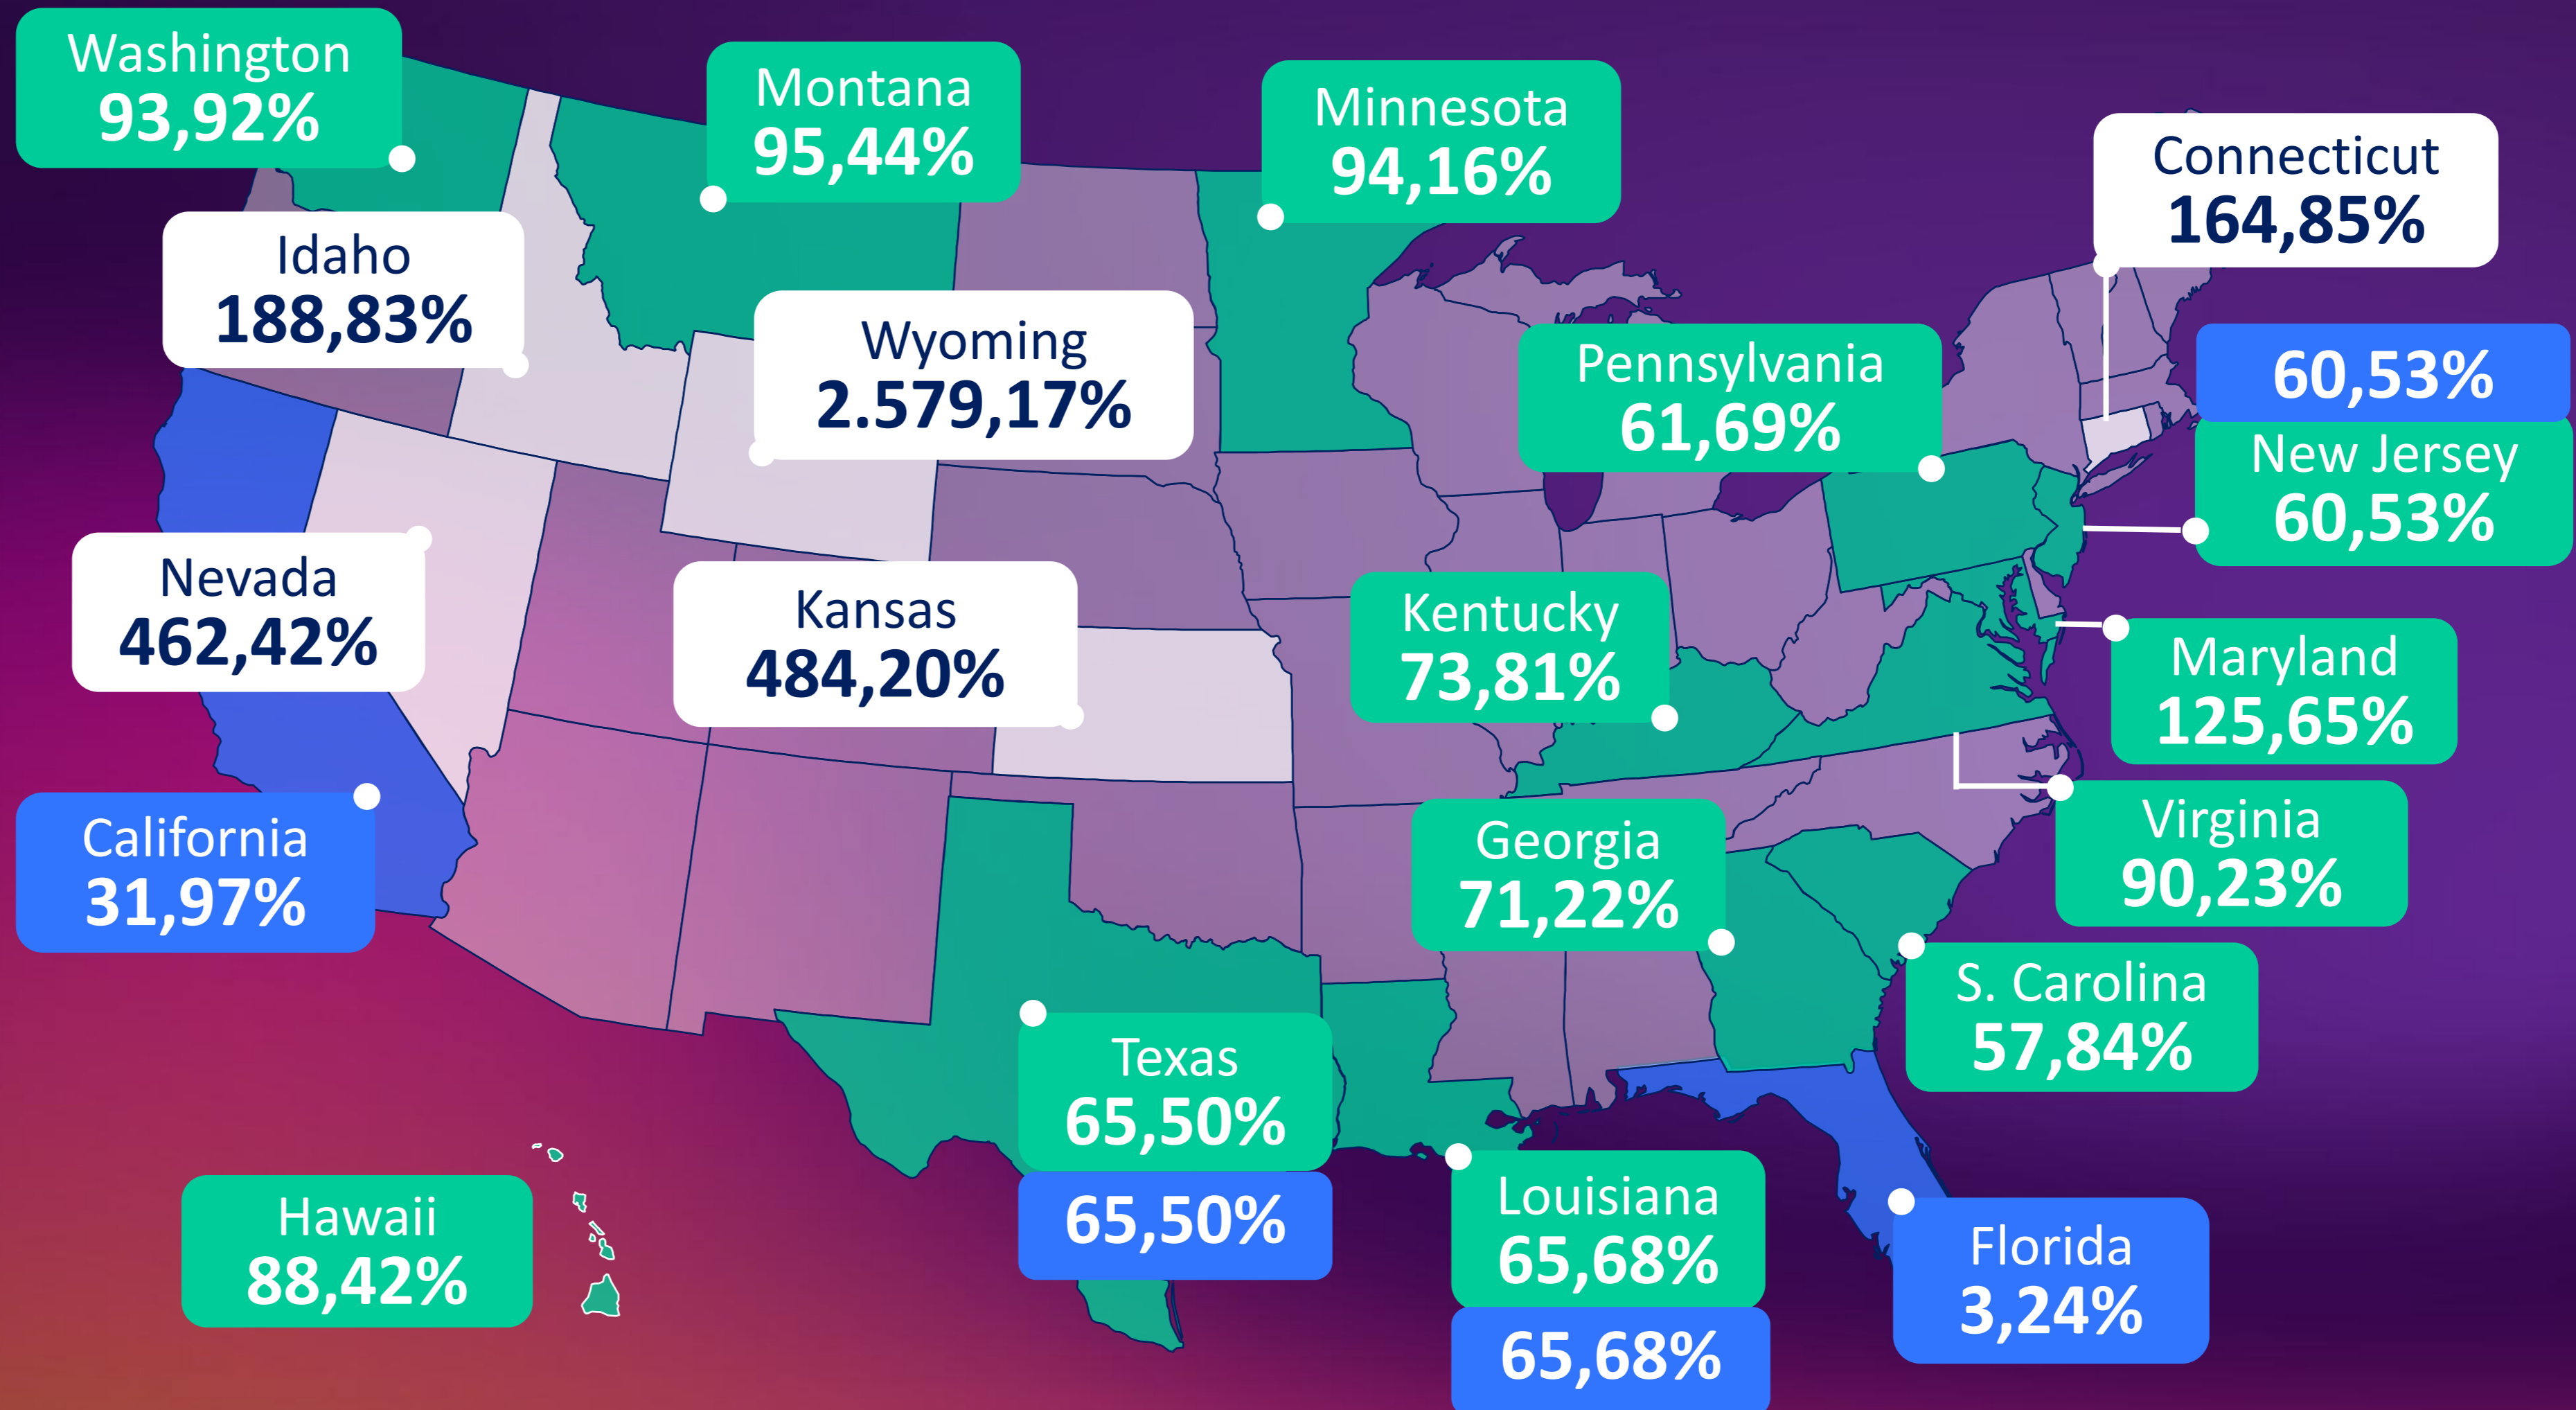 Washington
93,92%
Montana
95,44%
Minnesota
94,16%
Connecticut
164,85%
Idaho
188,83%
Wyoming
2.579,17%
Pennsylvania
61,69%
60,53%
New Jersey
60,53%
Nevada
462,42%
Kansas
484,20%
Kentucky
73,81%
Maryland
125,65%
California
31,97%
Georgia
71,22%
Virginia
90,23%
S. Carolina
57,84%
Texas
65,50%
65,50%
Hawaii
88,42%
Louisiana
65,68%
65,68%
Florida
3,24%